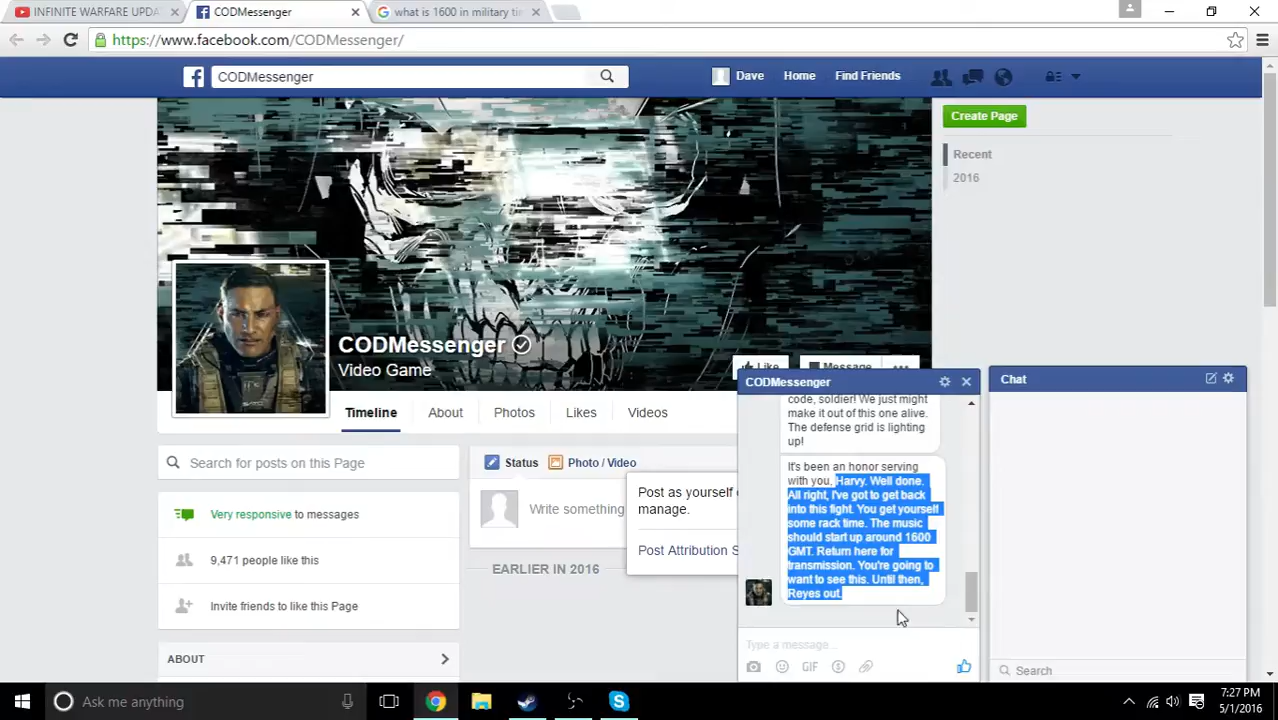 INFINITE WARFARE UPDA
CODMessenger
what is 1600 in military ti
https://www.facebook.com/CODMessenger/
CODMessenger
Dave
Home
Find Friends
Create Page
Recent
2016
CODMessenger
Video Game
Like
Message
Timeline
About
Photos
Likes
Videos
Search for posts on this Page
Very responsive to messages
9,471 people like this
Invite friends to like this Page
ABOUT
Status
Photo / Video
Write something
Post as yourself
manage.
Post Attribution S
EARLIER IN 2016
CODMessenger
code, soldier! We just might
make it out of this one alive.
The defense grid is lighting
up!
It's been an honor serving
with you, Harvy. Well done.
All right, I've got to get back
into this fight. You get yourself
some rack time. The music
should start up around 1600
GMT. Return here for
transmission. You're going to
want to see this. Until then,
Reyes out.
Type a message...
GIF
Chat
Search
Ask me anything
7:27 PM
5/1/2016